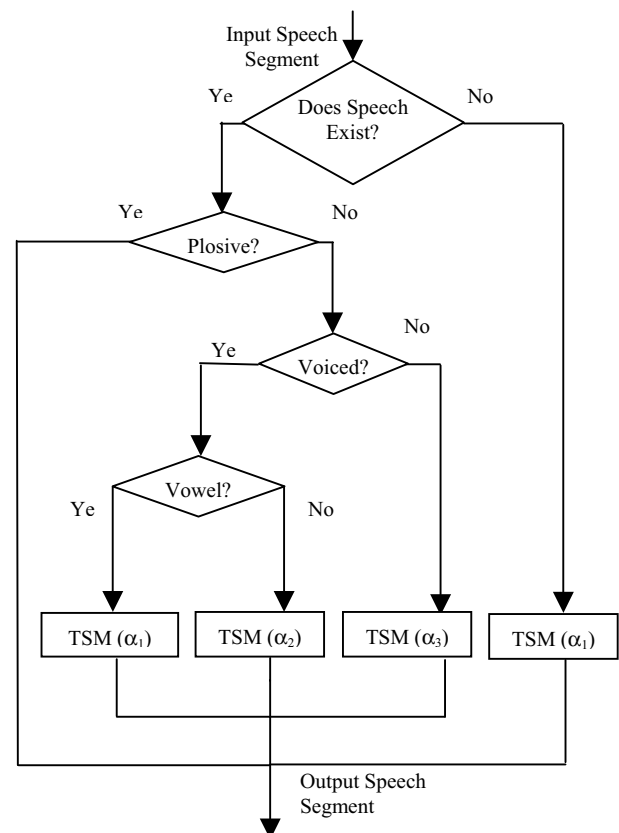 Input Speech
Segment
Ye
No
Does Speech
Exist?
Ye
No
Plosive?
No
Ye
Voiced?
Vowel?
Ye
No
TSM (α₁)
TSM (α₂)
TSM (α₃)
TSM (α₁)
Output Speech
Segment